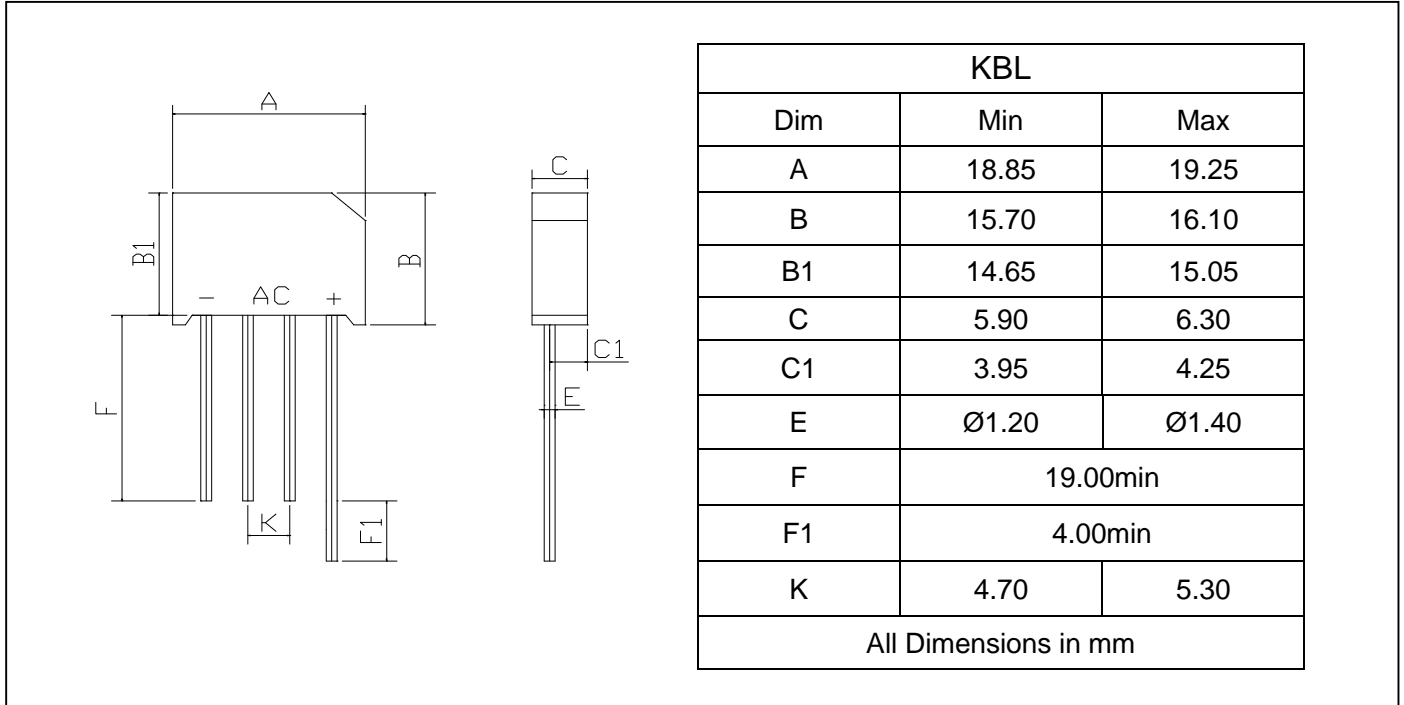 A
B1
B
- AC +
F
K
F1
C
C1
E
KBL
Dim Min Max
A 18.85 19.25
B 15.70 16.10
B1 14.65 15.05
C 5.90 6.30
C1 3.95 4.25
E Ø1.20 Ø1.40
F 19.00min
F1 4.00min
K 4.70 5.30
All Dimensions in mm